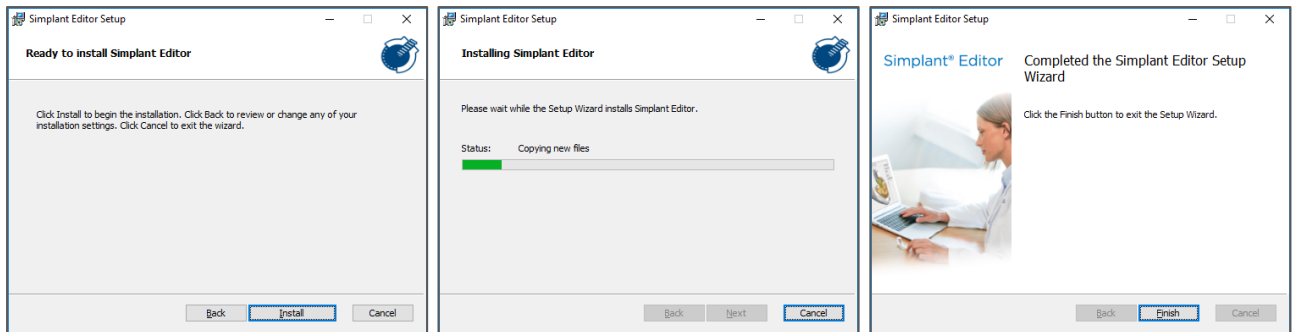 Simplant Editor Setup
Ready to install Simplant Editor
Click Install to begin the installation. Click Back to review or change any of your
installation settings. Click Cancel to exit the wizard.
Back
Install
Cancel
Simplant Editor Setup
Installing Simplant Editor
Please wait while the Setup Wizard installs Simplant Editor.
Status: Copying new files
Back
Next
Cancel
Simplant Editor Setup
Simplant® Editor
Completed the Simplant Editor Setup
Wizard
Click the Finish button to exit the Setup Wizard.
Back
Finish
Cancel